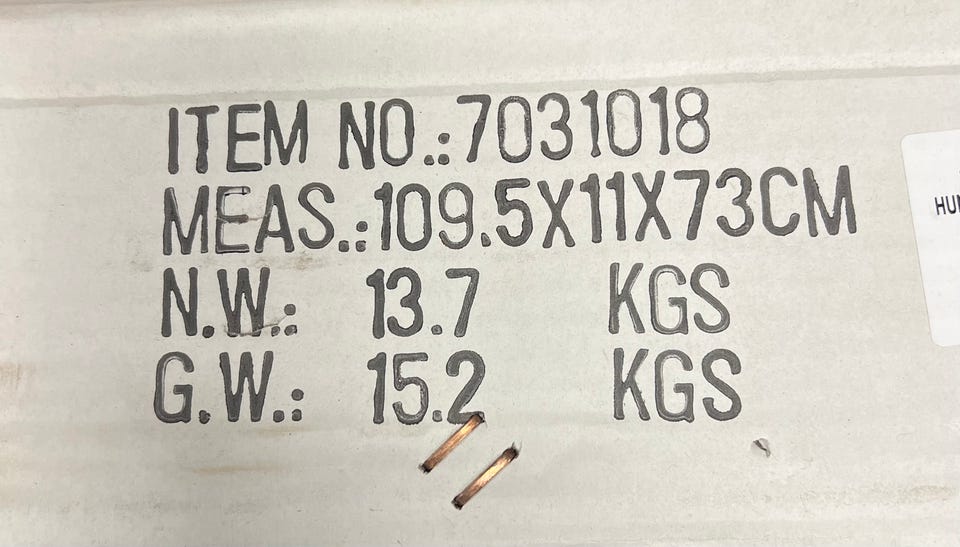 ITEM NO.:7031018
MEAS.:109.5X11X73CM
N.W.: 13.7 KGS
G.W.: 15.2 KGS